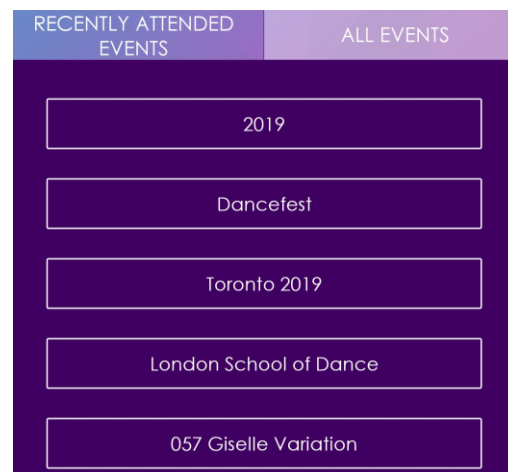 RECENTLY ATTENDED
EVENTS
ALL EVENTS
2019
Dancefest
Toronto 2019
London School of Dance
057 Giselle Variation